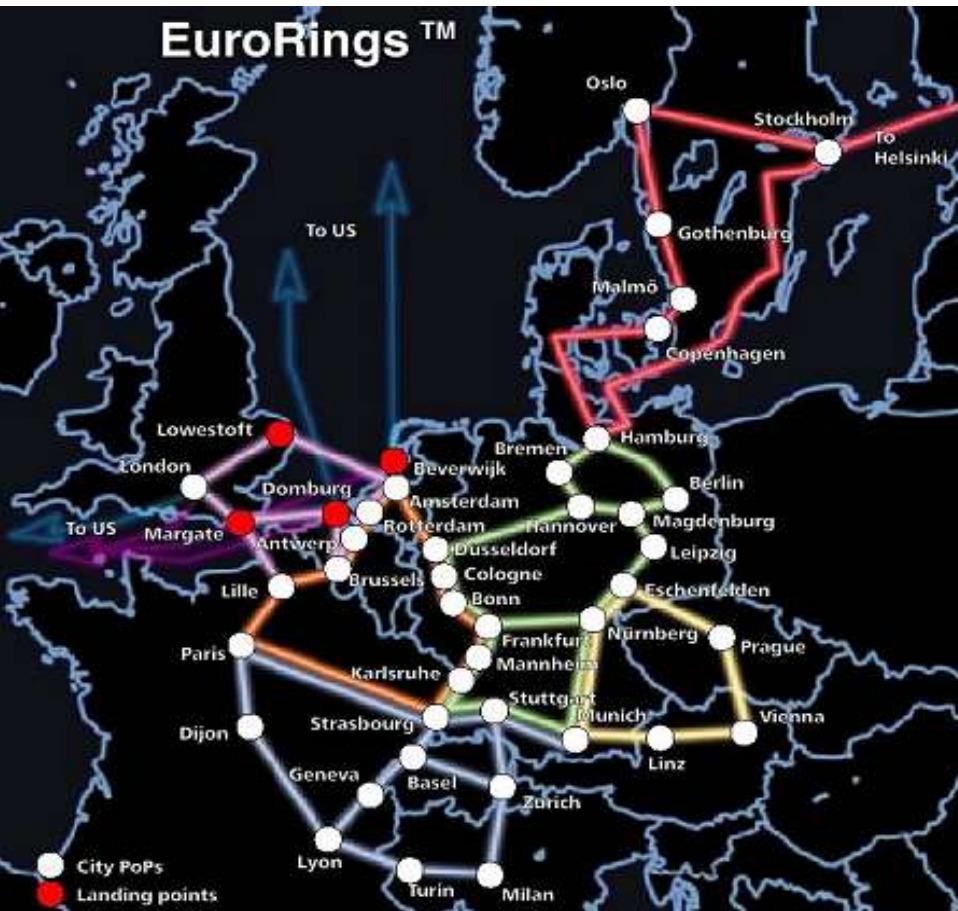 EuroRings ™
Oslo
Stockholm
To
Helsinki
To US
Gothenburg
Malmö
Copenhagen
Lowestoft
Hamburg
Bremen
London
Beverwijk
Berlin
Domburg
Amsterdam
To US
Margate
Rotterdam
Hannover
Magdenburg
Antwerp
Dusseldorf
Leipzig
Brussels
Cologne
Lille
Eschenfelden
Bonn
Frankfurt
Nürnberg
Prague
Paris
Mannheim
Karlsruhe
Stuttgart
Strasbourg
Munich
Vienna
Dijon
Linz
Geneva
Basel
Zurich
Lyon
City PoPs
Turin
Milan
Landing points